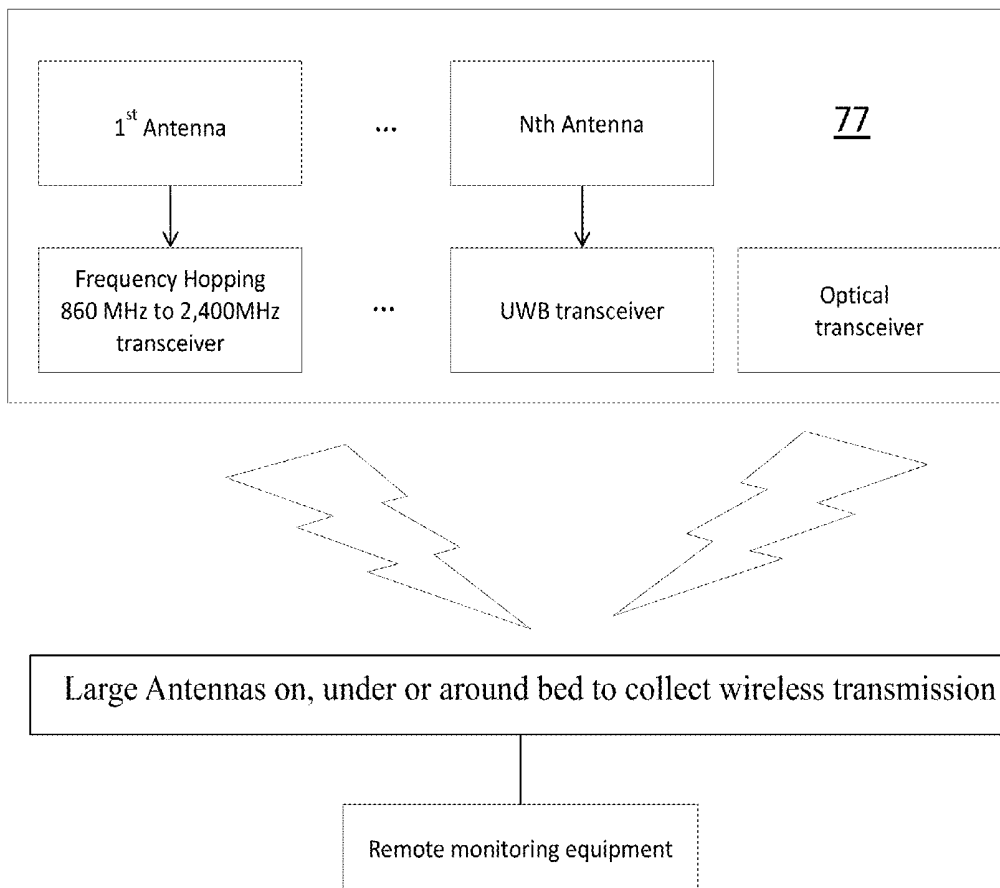 1st Antenna
...
Nth Antenna
77
Frequency Hopping
860 MHz to 2,400MHz
transceiver
...
UWB transceiver
Optical
transceiver
Large Antennas on, under or around bed to collect wireless transmission
Remote monitoring equipment